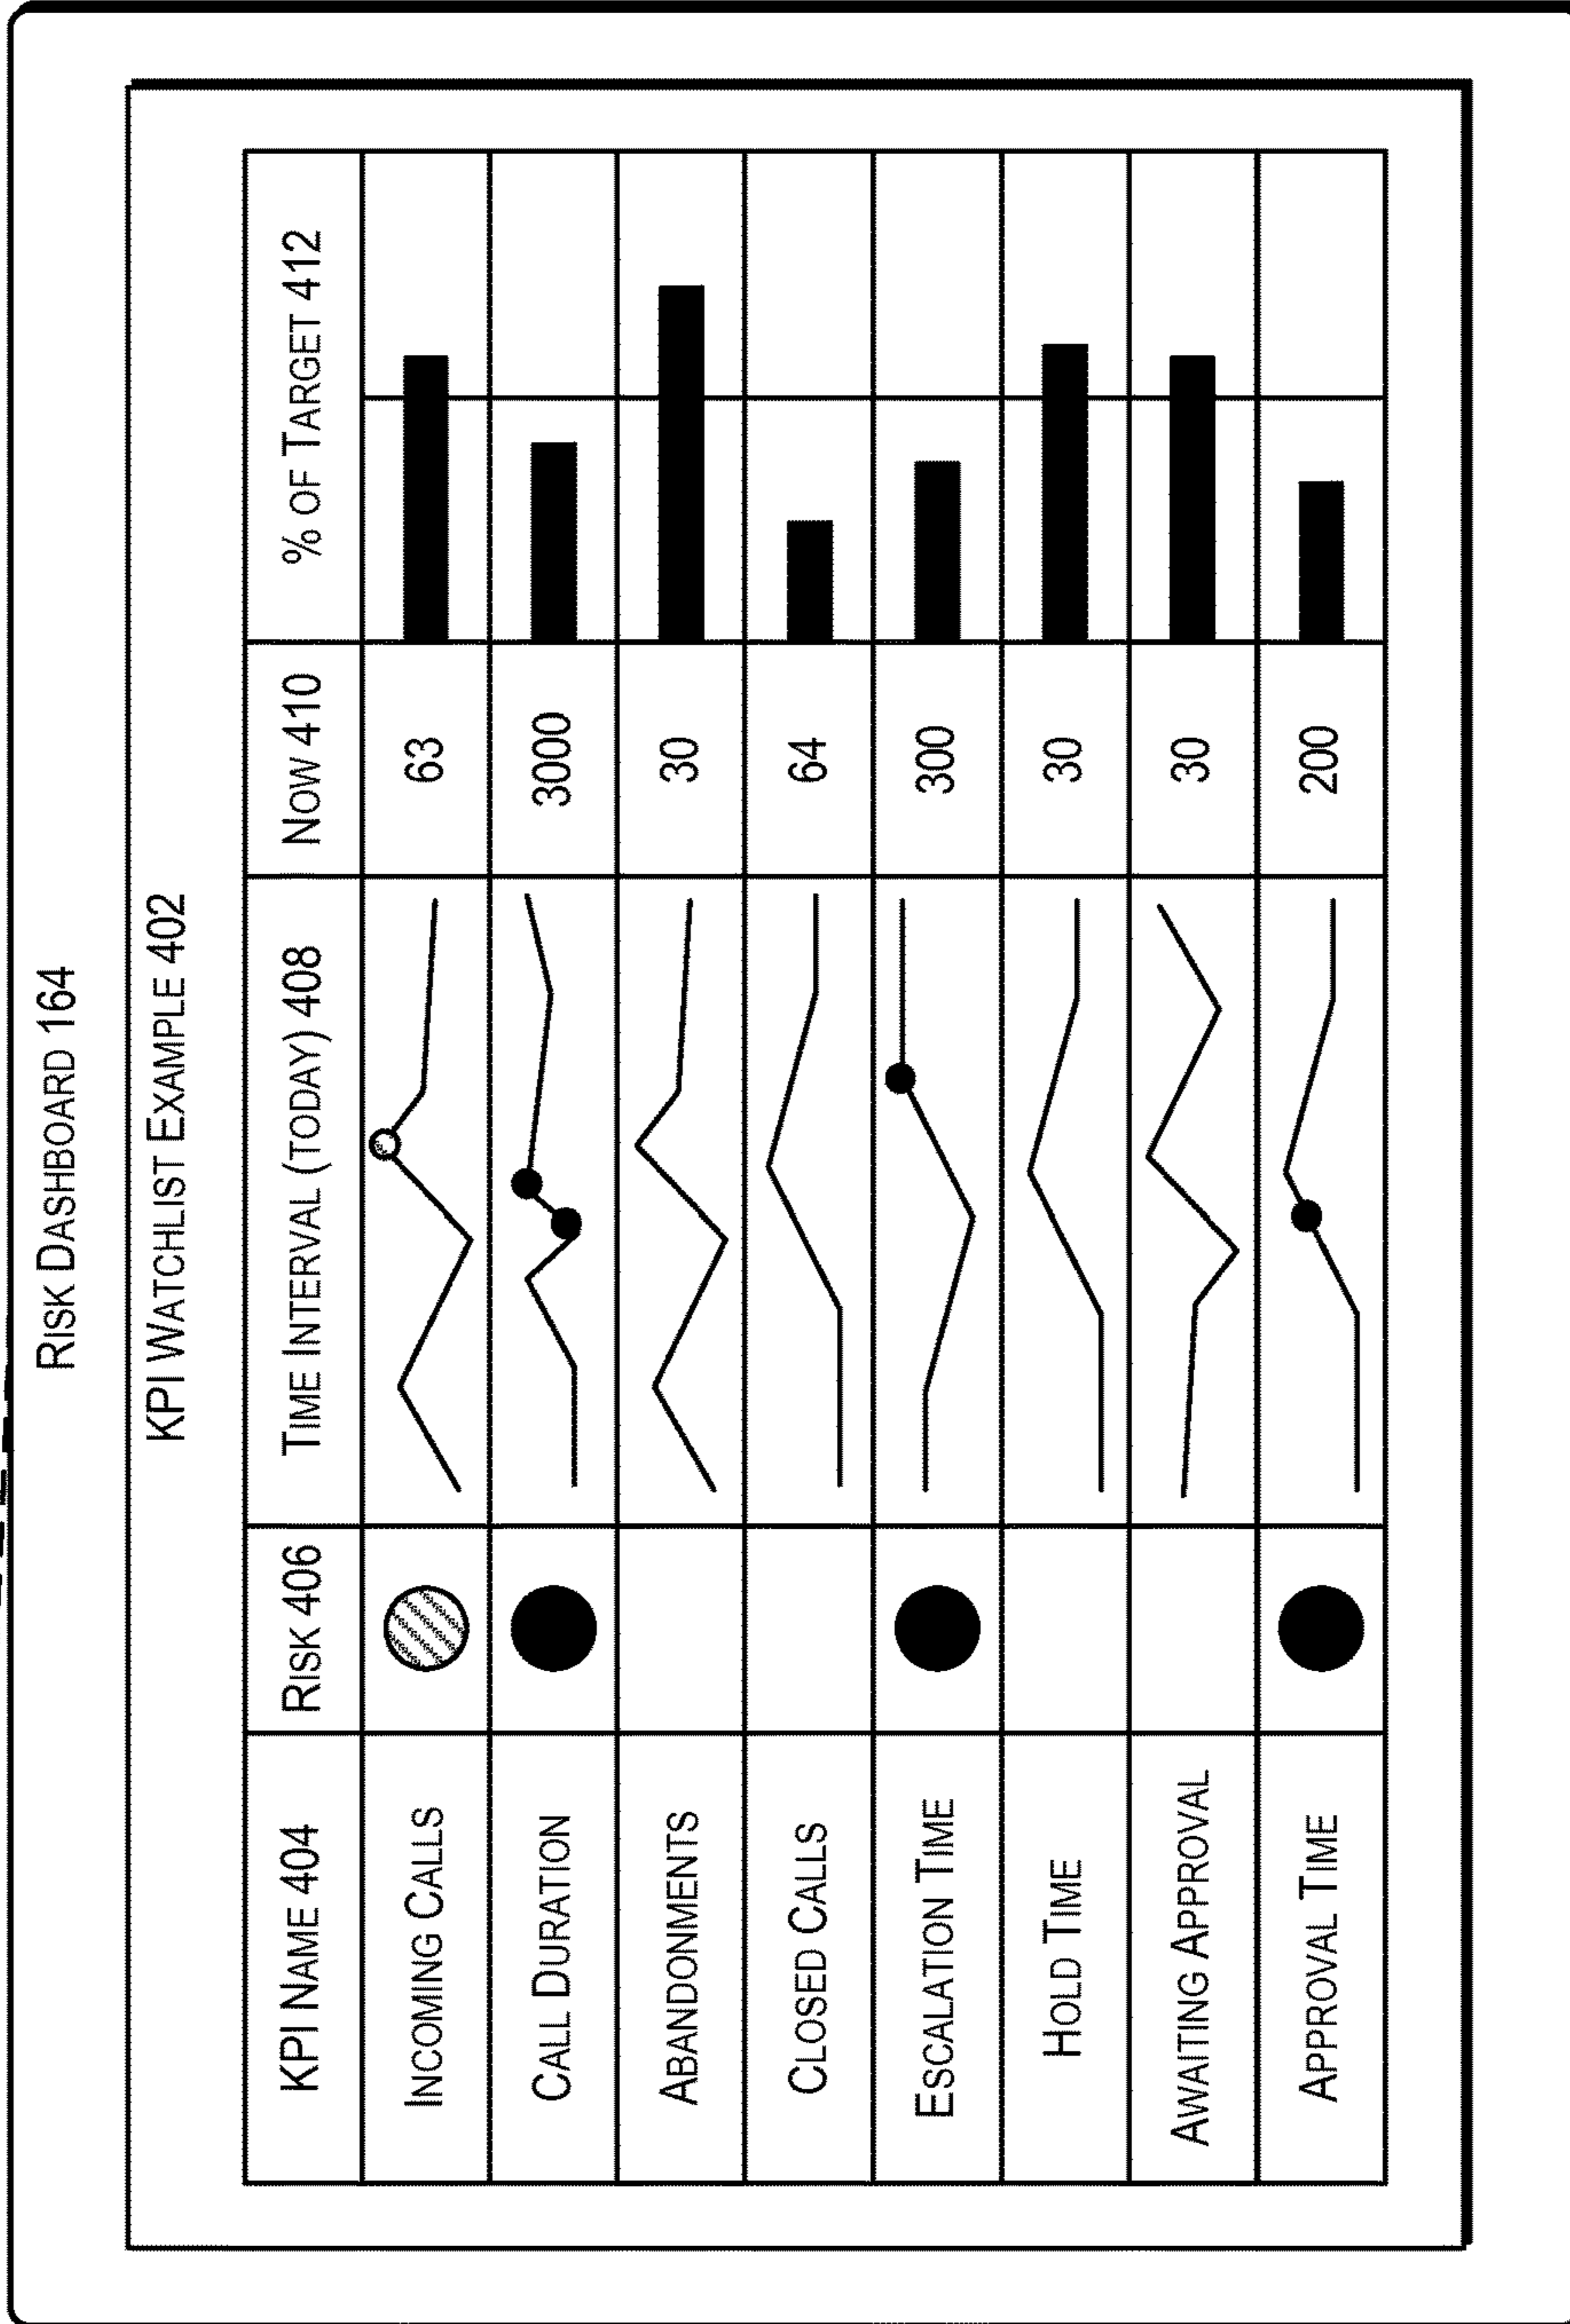 RISK DASHBOARD 164
KPI WATCHLIST EXAMPLE 402
KPI NAME 404 RISK 406 TIME INTERVAL (TODAY) 408 NOW 410 % OF TARGET 412
INCOMING CALLS 63
CALL DURATION 3000
ABANDONMENTS 30
CLOSED CALLS 64
ESCALATION TIME 300
HOLD TIME 30
AWAITING APPROVAL 30
APPROVAL TIME 200